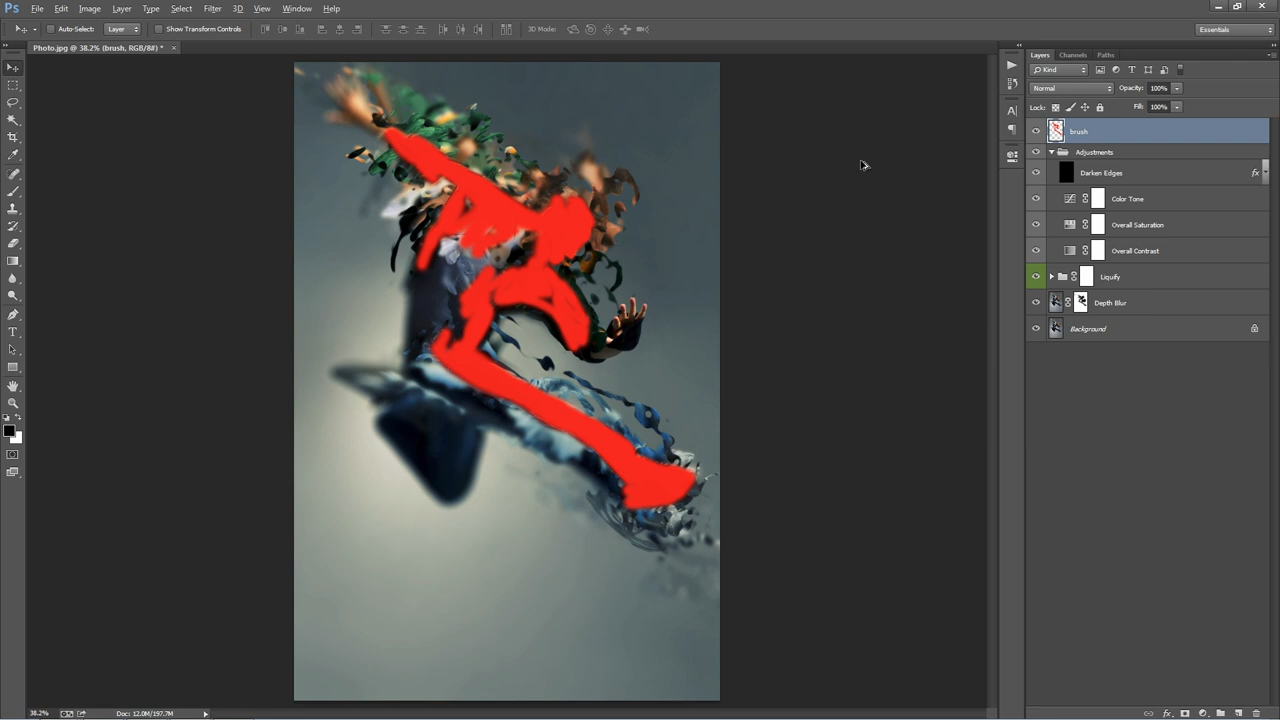 Ps File Edit Image Layer Type Select Filter 3D View Window Help
Auto-Select: Layer Show Transform Controls 3D Mode: Essentials
Photo.jpg @ 38.2% (brush, RGB/8#) * ×
Layers Channels Paths
Kind T
Normal Opacity: 100%
Lock: Fill: 100%
brush
Adjustments
Darken Edges fx
Color Tone
Overall Saturation
Overall Contrast
Liquify
Depth Blur
Background
38.2% Doc: 12.0M/197.7M fx